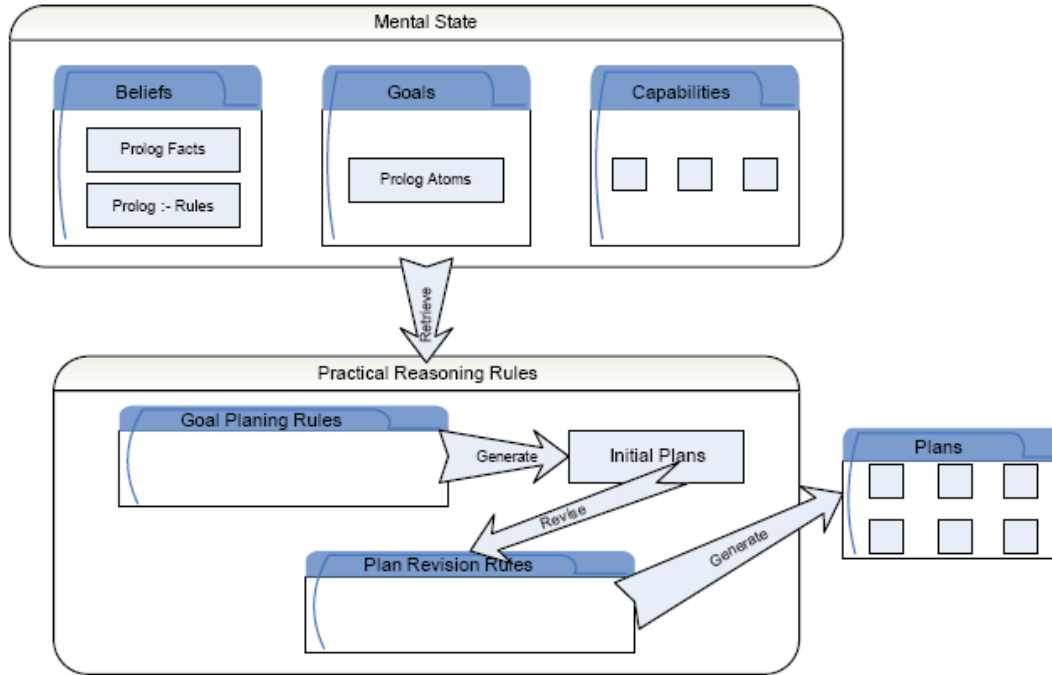 Mental State
Beliefs
Goals
Capabilities
Prolog Facts
Prolog Atoms
Prolog :- Rules
Retrieve
Practical Reasoning Rules
Goal Planing Rules
Generate
Initial Plans
Plans
Revise
Generate
Plan Revision Rules